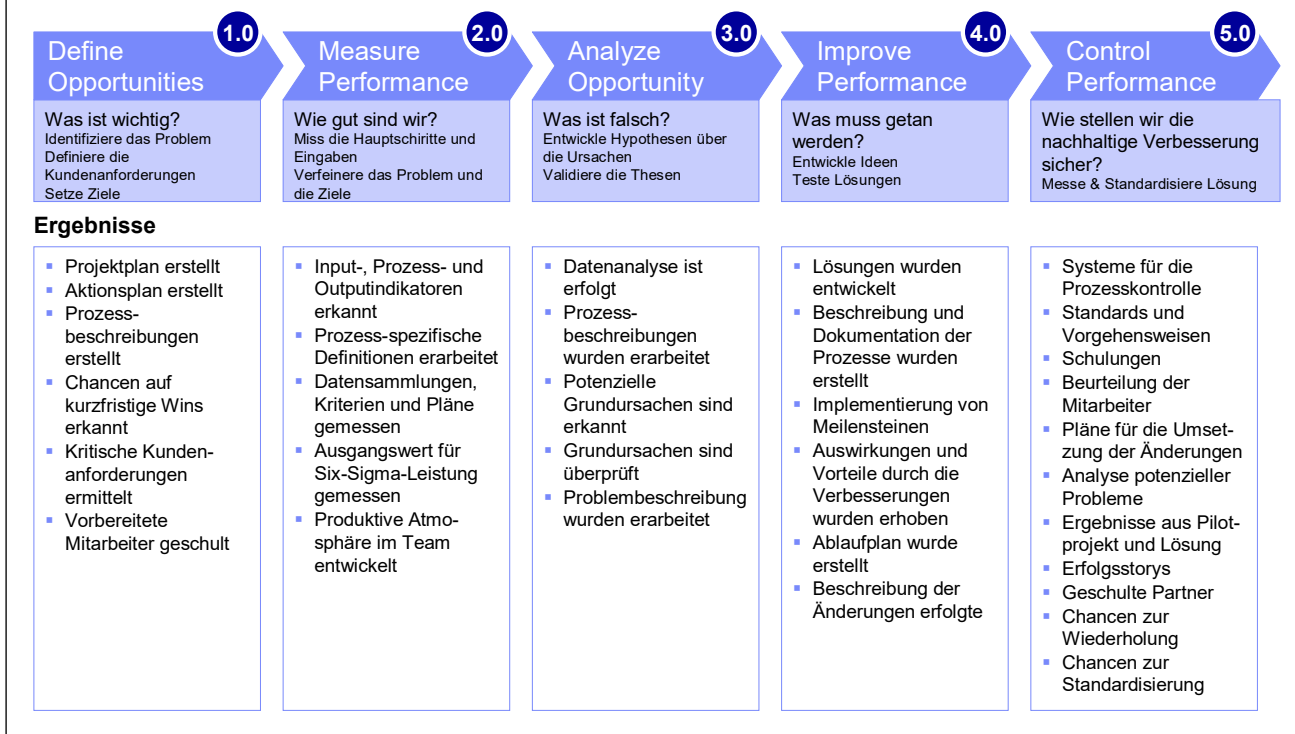 1.0
Define
Opportunities
Was ist wichtig?
Identifiziere das Problem
Definiere die
Kundenanforderungen
Setze Ziele
2.0
Measure
Performance
Wie gut sind wir?
Miss die Hauptschiritte und
Eingaben
Verfeinere das Problem und
die Ziele
3.0
Analyze
Opportunity
Was ist falsch?
Entwickle Hypothesen über
die Ursachen
Validiere die Thesen
4.0
Improve
Performance
Was muss getan
werden?
Entwickle Ideen
Teste Lösungen
5.0
Control
Performance
Wie stellen wir die
nachhaltige Verbesserung
sicher?
Messe & Standardisiere Lösung
Ergebnisse
▪ Projektplan erstellt
▪ Aktionsplan erstellt
▪ Prozess-
beschreibungen
erstellt
▪ Chancen auf
kurzfristige Wins
erkannt
▪ Kritische Kunden-
anforderungen
ermittelt
▪ Vorbereitete
Mitarbeiter geschult
▪ Input-, Prozess- und
Outputindikatoren
erkannt
▪ Prozess-spezifische
Definitionen erarbeitet
▪ Datensammlungen,
Kriterien und Pläne
gemessen
▪ Ausgangswert für
Six-Sigma-Leistung
gemessen
▪ Produktive Atmo-
sphäre im Team
entwickelt
▪ Datenanalyse ist
erfolgt
▪ Prozess-
beschreibungen
wurden erarbeitet
▪ Potenzielle
Grundursachen sind
erkannt
▪ Grundursachen sind
überprüft
▪ Problembeschreibung
wurden erarbeitet
▪ Lösungen wurden
entwickelt
▪ Beschreibung und
Dokumentation der
Prozesse wurden
erstellt
▪ Implementierung von
Meilensteinen
▪ Auswirkungen und
Vorteile durch die
Verbesserungen
wurden erhoben
▪ Ablaufplan wurde
erstellt
▪ Beschreibung der
Änderungen erfolgte
▪ Systeme für die
Prozesskontrolle
▪ Standards und
Vorgehensweisen
▪ Schulungen
▪ Beurteilung der
Mitarbeiter
▪ Pläne für die Umset-
zung der Änderungen
▪ Analyse potenzieller
Probleme
▪ Ergebnisse aus Pilot-
projekt und Lösung
▪ Erfolgsstorys
▪ Geschulte Partner
▪ Chancen zur
Wiederholung
▪ Chancen zur
Standardisierung